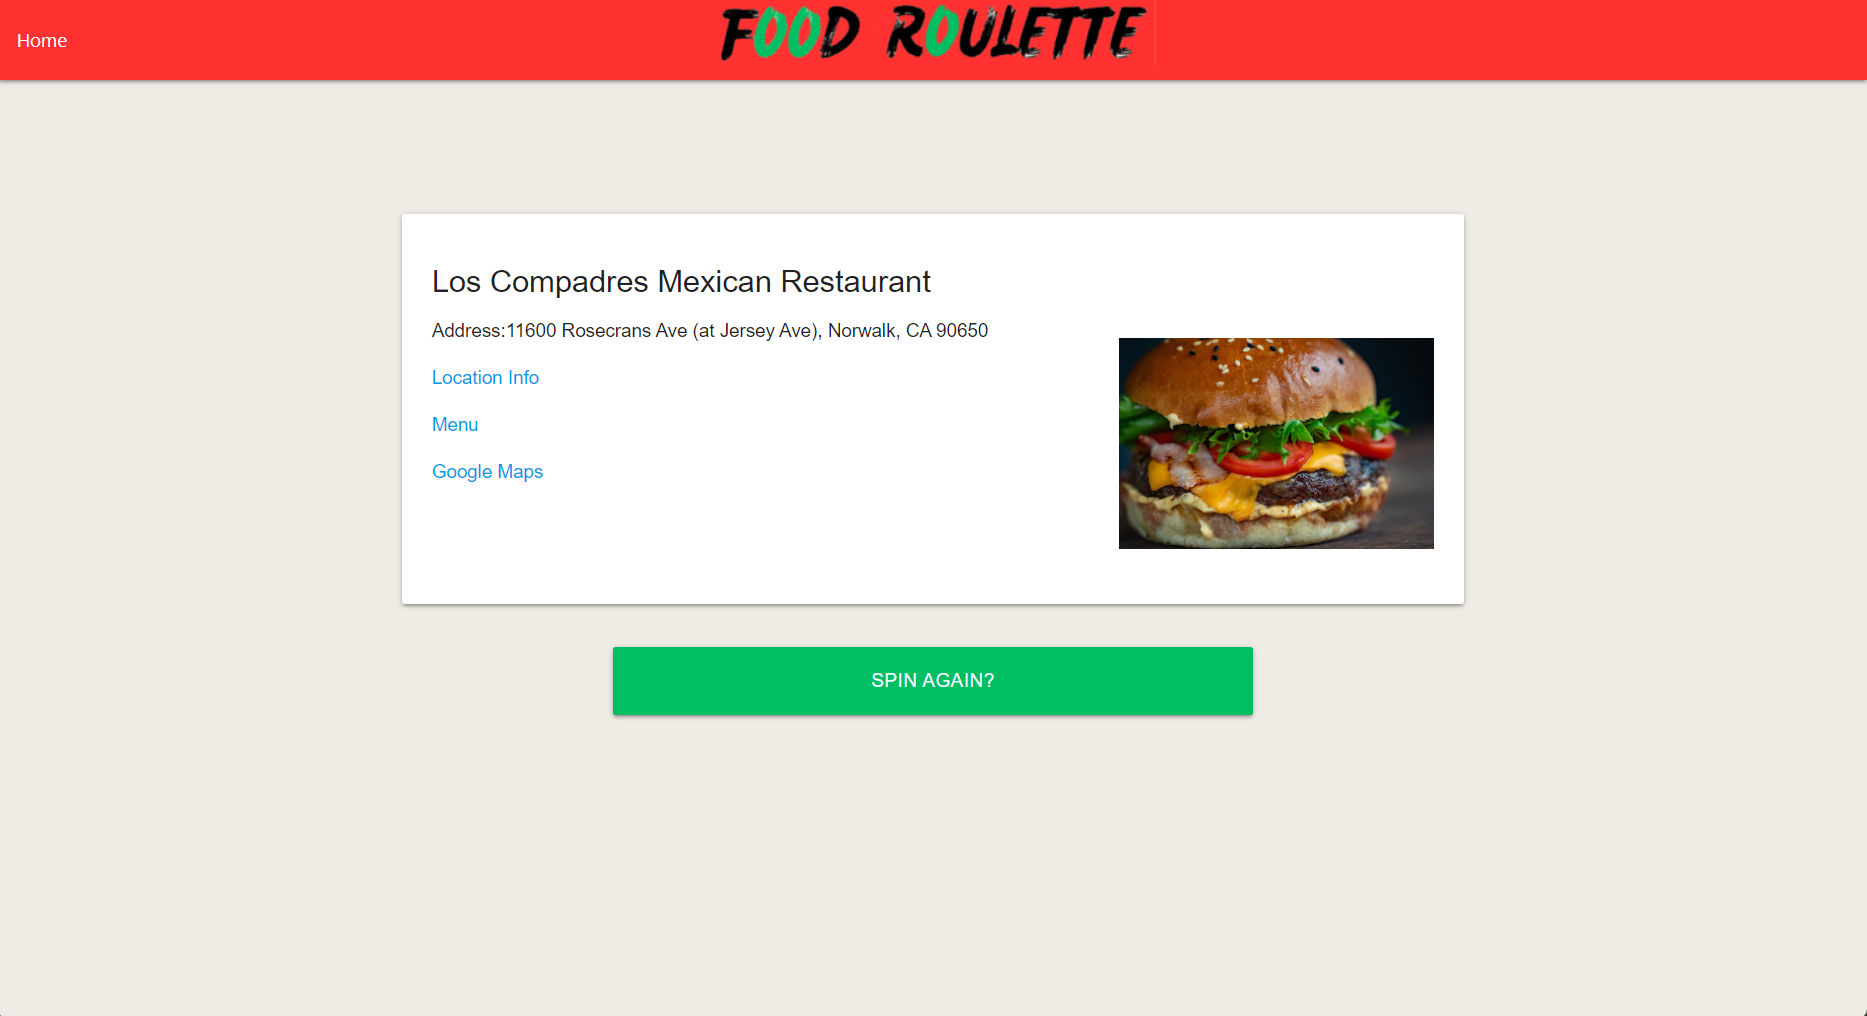 Home
FOOD ROULETTE
Los Compadres Mexican Restaurant
Address:11600 Rosecrans Ave (at Jersey Ave), Norwalk, CA 90650
Location Info
Menu
Google Maps
SPIN AGAIN?